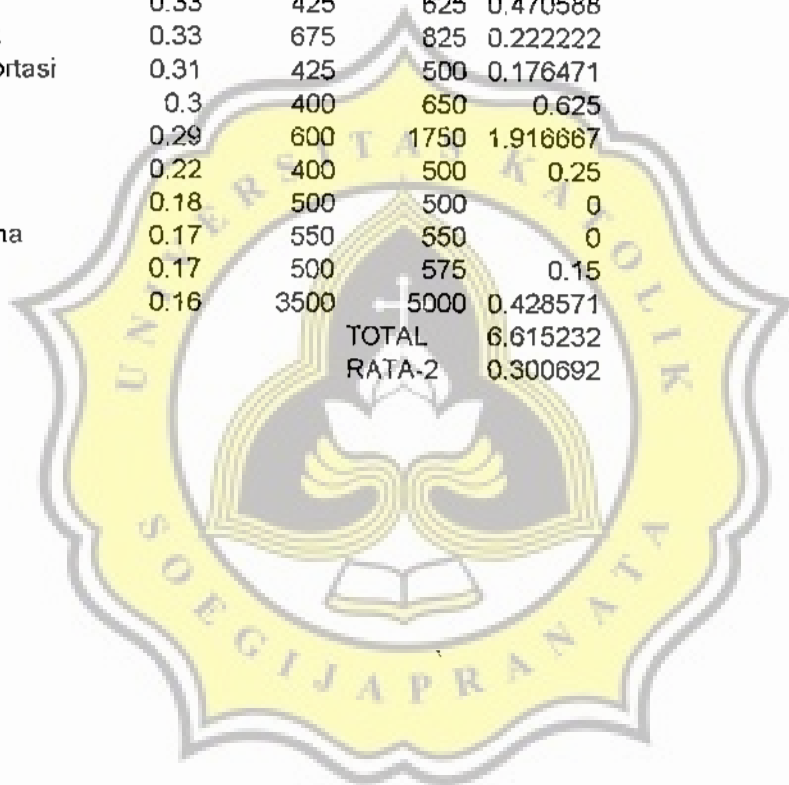 0.33 425 625 0.470588
0.33 675 825 0.222222
ortasi 0.31 425 500 0.176471
0.3 400 650 0.625
0.29 600 1750 1.916667
0.22 400 500 0.25
0.18 500 500 0
na 0.17 550 550 0
0.17 500 575 0.15
0.16 3500 5000 0.428571
TOTAL 6.615232
RATA-2 0.300692
UNIVERSITAS KATOLIK
SOEGIJAPRANATA